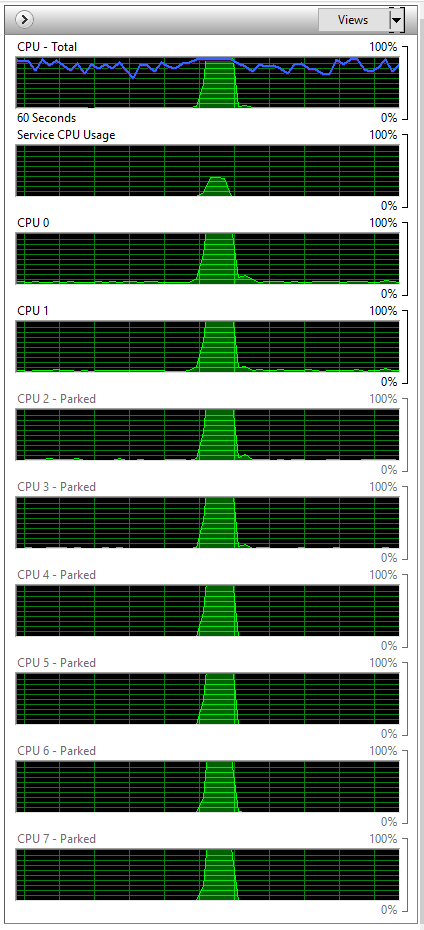 Views
CPU - Total 100%
60 Seconds 0%
Service CPU Usage 100%
0%
CPU 0 100%
0%
CPU 1 100%
0%
CPU 2 - Parked 100%
0%
CPU 3 - Parked 100%
0%
CPU 4 - Parked 100%
0%
CPU 5 - Parked 100%
0%
CPU 6 - Parked 100%
0%
CPU 7 - Parked 100%
0%